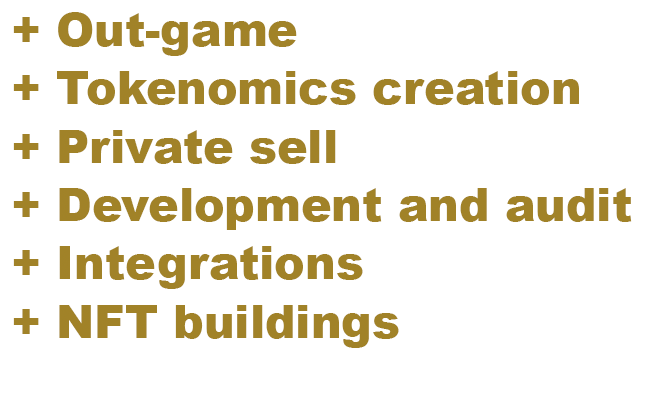 + Out-game
+ Tokenomics creation
+ Private sell
+ Development and audit
+ Integrations
+ NFT buildings